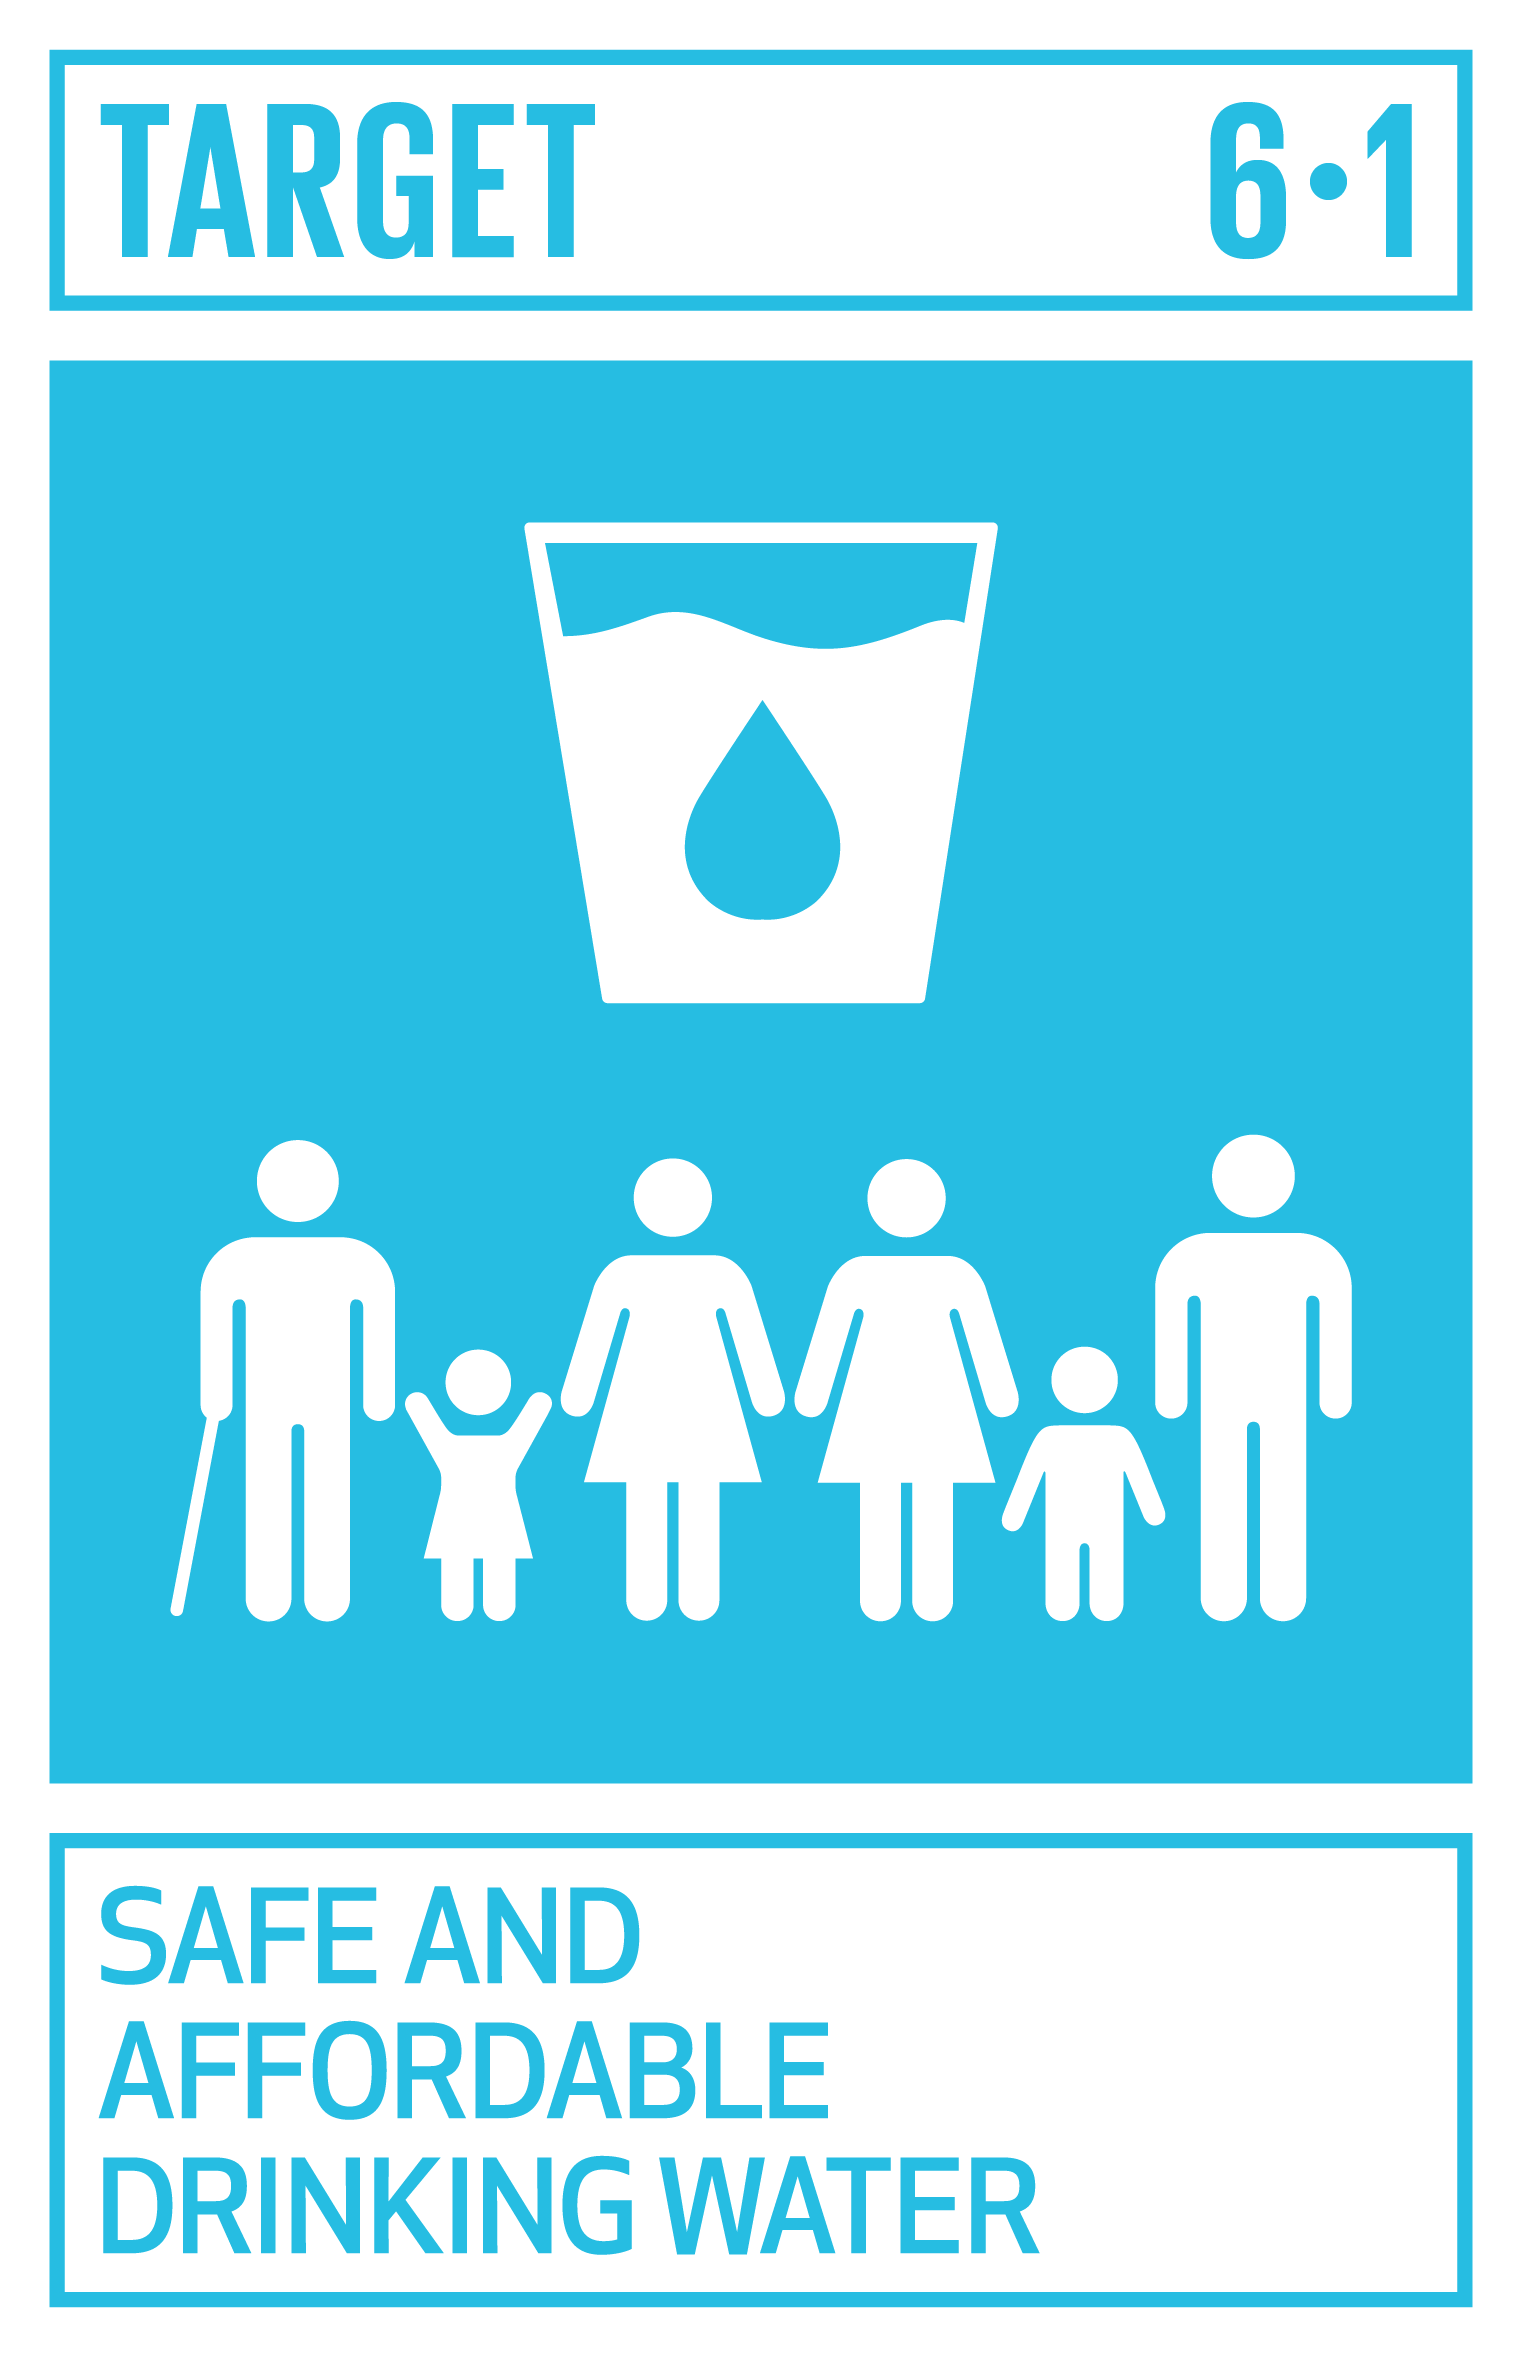 TARGET 6·1
SAFE AND
AFFORDABLE
DRINKING WATER